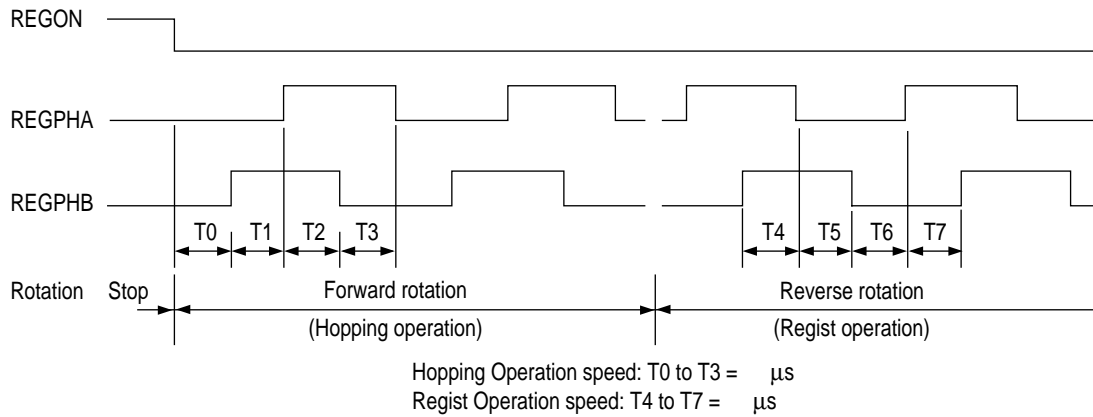 REGON
REGPHA
REGPHB
T0 T1 T2 T3 T4 T5 T6 T7
Rotation Stop Forward rotation Reverse rotation
(Hopping operation) (Regist operation)
Hopping Operation speed: T0 to T3 = μs
Regist Operation speed: T4 to T7 = μs